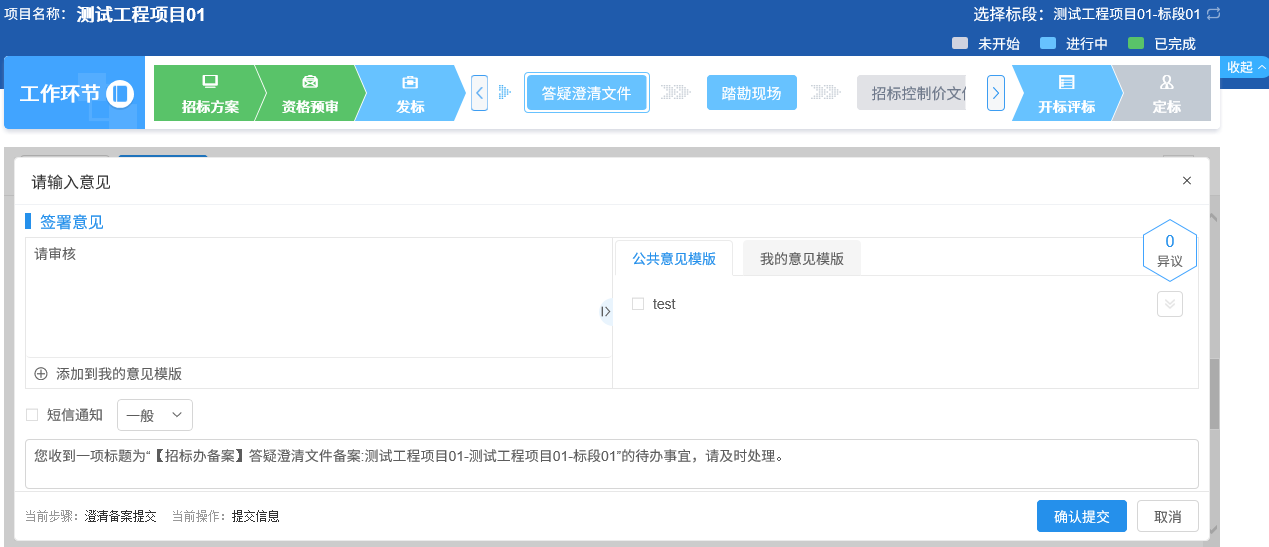 项目名称： 测试工程项目01
选择标段：测试工程项目01-标段01
未开始 进行中 已完成
工作环节
招标方案
资格预审
发标
答疑澄清文件
踏勘现场
招标控制价文
开标评标
定标
收起
请输入意见
签署意见
请审核
添加到我的意见模版
公共意见模版
我的意见模版
test
0
异议
短信通知
一般
您收到一项标题为“【招标办备案】答疑澄清文件备案:测试工程项目01-测试工程项目01-标段01”的待办事宜，请及时处理。
当前步骤：澄清备案提交 当前操作：提交信息
确认提交
取消